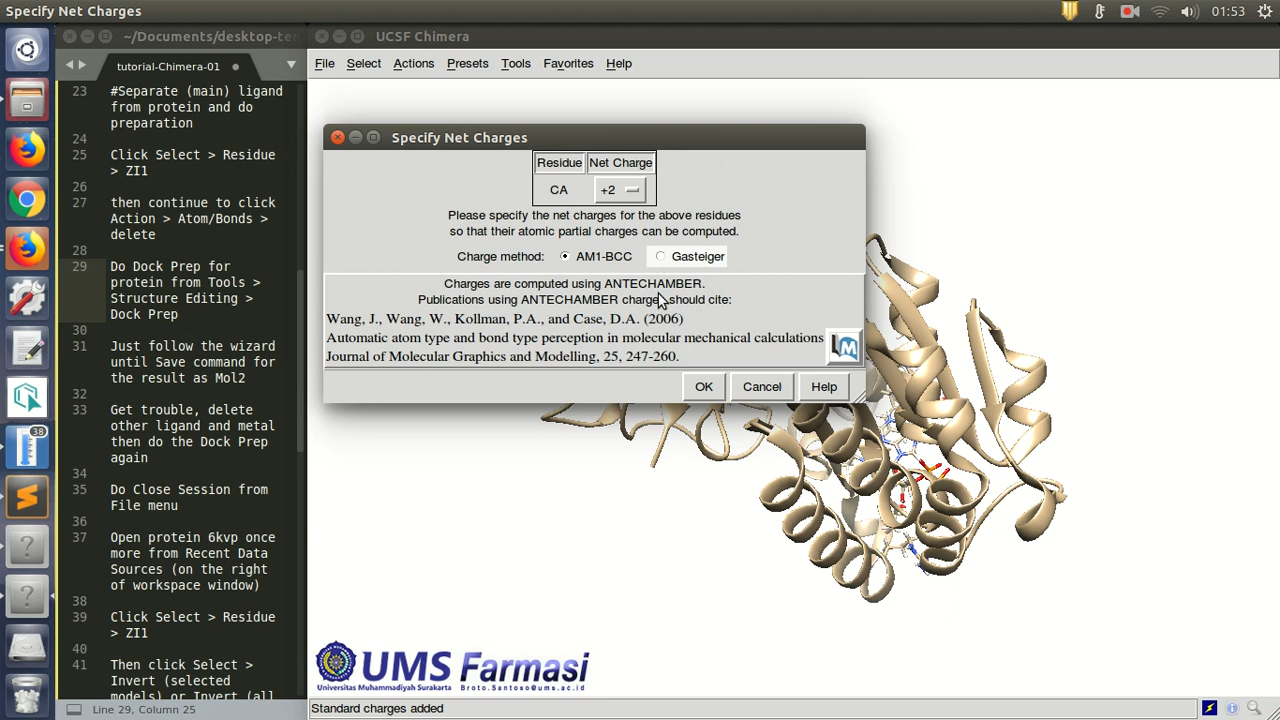 Specify Net Charges
01:53
~/Documents/desktop-ten
UCSF Chimera
tutorial-Chimera-01
File Select Actions Presets Tools Favorites Help
23 #Separate (main) ligand
from protein and do
preparation
24
25 Click Select > Residue
> ZI1
26
27 then continue to click
Action > Atom/Bonds >
delete
28
29 Do Dock Prep for
protein from Tools >
Structure Editing >
Dock Prep
30
31 Just follow the wizard
until Save command for
the result as Mol2
32
33 Get trouble, delete
other ligand and metal
then do the Dock Prep
again
34
35 Do Close Session from
File menu
36
37 Open protein 6kvp once
more from Recent Data
Sources (on the right
of workspace window)
38
39 Click Select > Residue
> ZI1
40
41 Then click Select >
Invert (selected
models) or Invert (all
Line 29, Column 25
38
Specify Net Charges
Residue Net Charge
CA +2
Please specify the net charges for the above residues
so that their atomic partial charges can be computed.
Charge method: AM1-BCC Gasteiger
Charges are computed using ANTECHAMBER.
Publications using ANTECHAMBER charges should cite:
Wang, J., Wang, W., Kollman, P.A., and Case, D.A. (2006)
Automatic atom type and bond type perception in molecular mechanical calculations
Journal of Molecular Graphics and Modelling, 25, 247-260.
OK Cancel Help
UMS Farmasi
Universitas Muhammadiyah Surakarta Broto.Santoso@ums.ac.id
Standard charges added